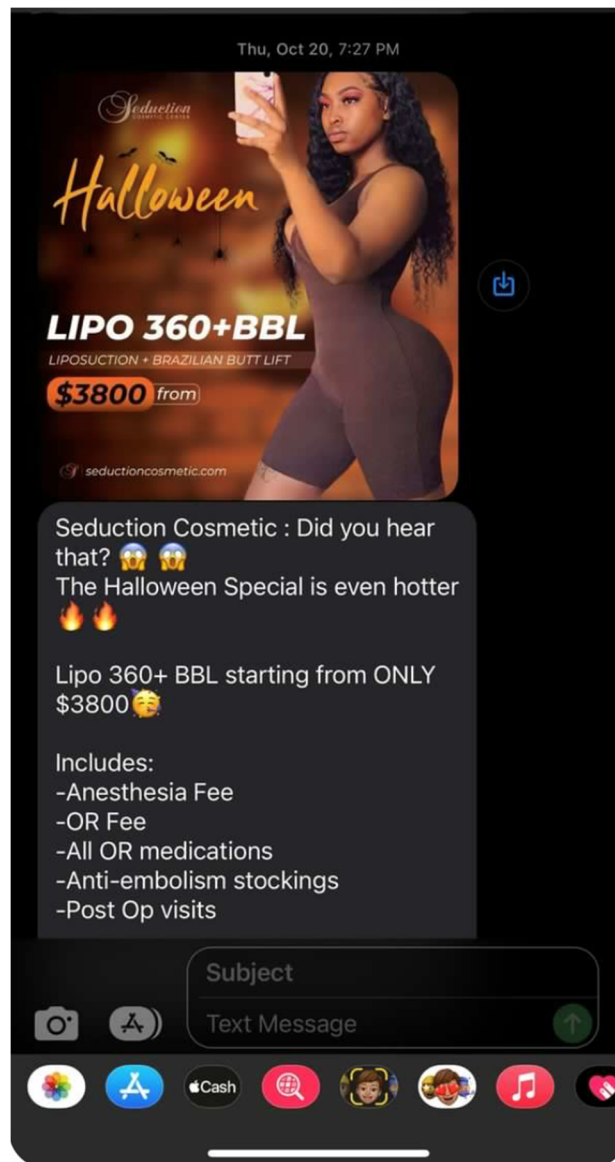 Thu, Oct 20, 7:27 PM
Seduction
COSMETIC CENTER
Halloween
LIPO 360+BBL
LIPOSUCTION + BRAZILIAN BUTT LIFT
$3800 from
seductioncosmetic.com
Seduction Cosmetic : Did you hear
that? 😱 😱
The Halloween Special is even hotter
🔥🔥
Lipo 360+ BBL starting from ONLY
$3800🥳
Includes:
-Anesthesia Fee
-OR Fee
-All OR medications
-Anti-embolism stockings
-Post Op visits
Subject
Text Message
Cash